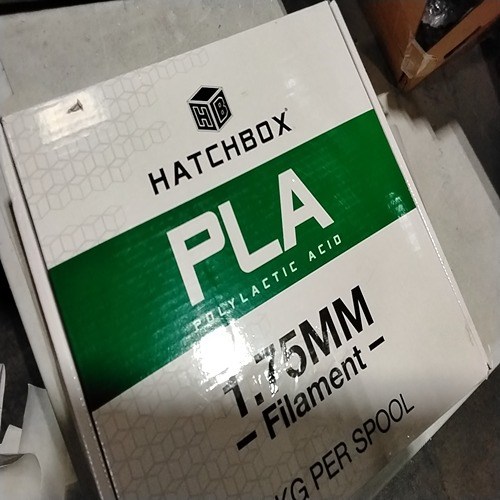 HB
HATCHBOX
PLA
POLYLACTIC ACID
1.75MM
- Filament -
KG PER SPOOL